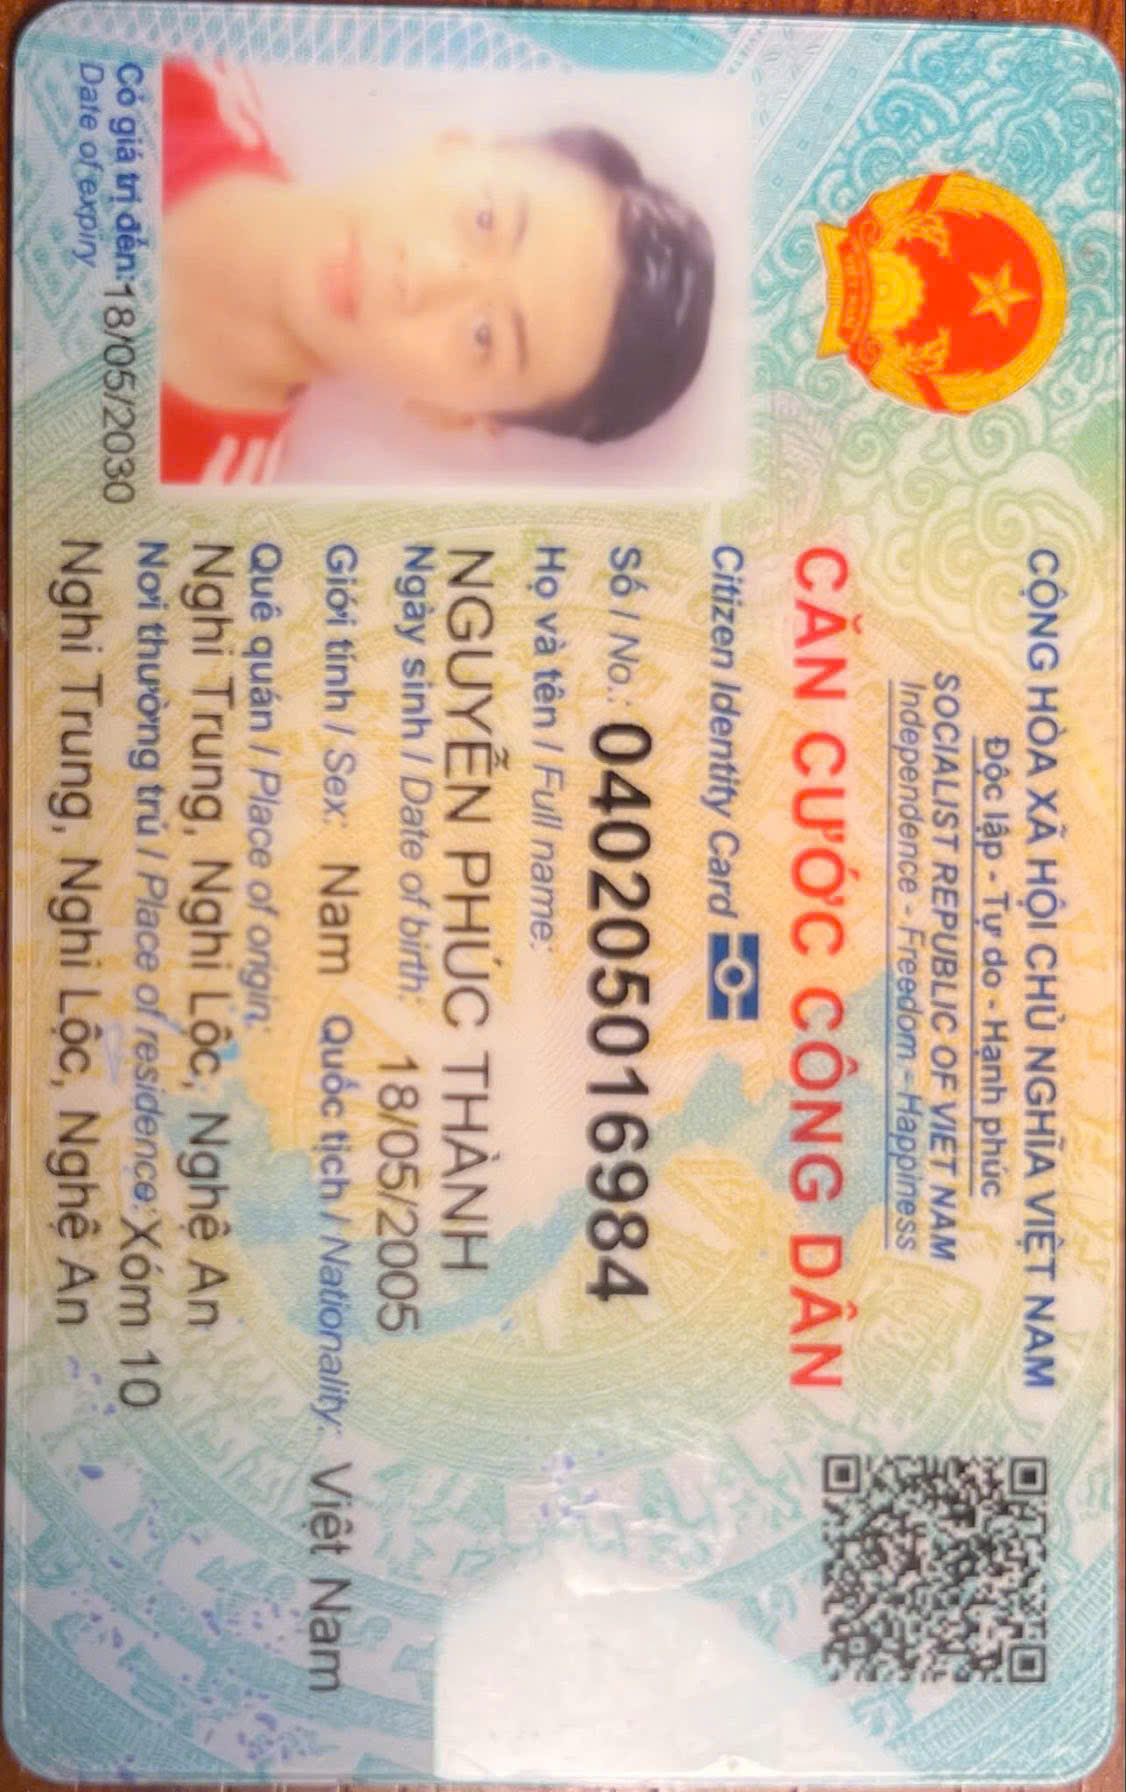 CỘNG HÒA XÃ HỘI CHỦ NGHĨA VIỆT NAM
Độc lập - Tự do - Hạnh phúc
SOCIALIST REPUBLIC OF VIET NAM
Independence - Freedom - Happiness
CĂN CƯỚC CÔNG DÂN
Citizen Identity Card
Số / No.: 040205016984
Họ và tên / Full name:
NGUYỄN PHÚC THÀNH
Ngày sinh / Date of birth: 18/05/2005
Giới tính / Sex: Nam Quốc tịch / Nationality: Việt Nam
Quê quán / Place of origin:
Nghi Trung, Nghi Lộc, Nghệ An
Nơi thường trú / Place of residence: Xóm 10
Nghi Trung, Nghi Lộc, Nghệ An
Có giá trị đến: 18/05/2030
Date of expiry
VIỆT NAM